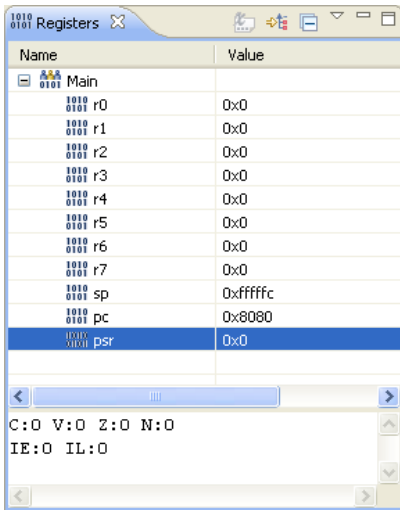 Registers
Name Value
Main
r0 0x0
r1 0x0
r2 0x0
r3 0x0
r4 0x0
r5 0x0
r6 0x0
r7 0x0
sp 0xfffffc
pc 0x8080
psr 0x0
C:0 V:0 Z:0 N:0
IE:0 IL:0